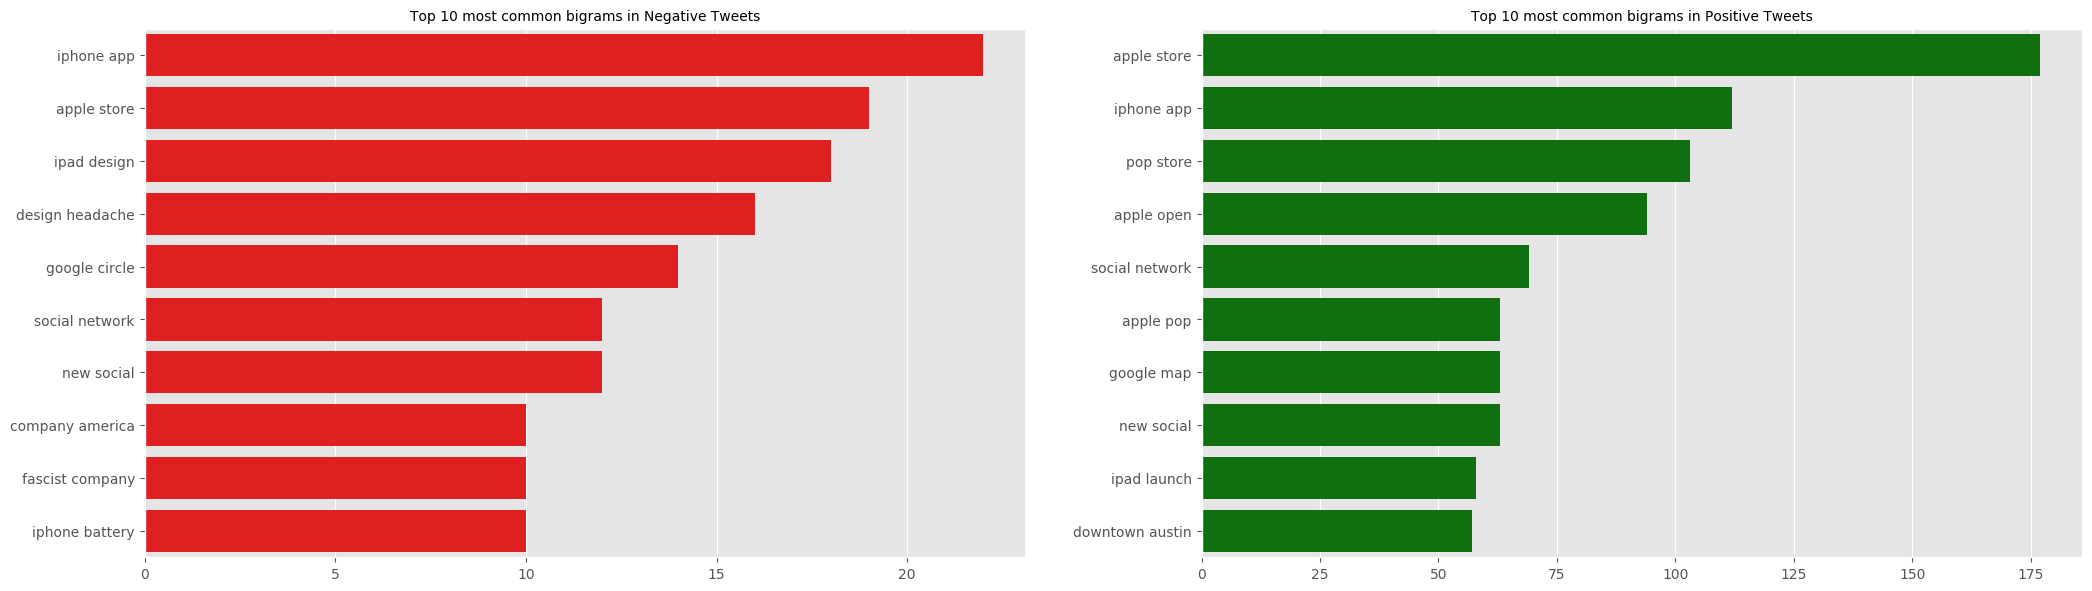 Top 10 most common bigrams in Negative Tweets
iphone app
apple store
ipad design
design headache
google circle
social network
new social
company america
fascist company
iphone battery
0 5 10 15 20
Top 10 most common bigrams in Positive Tweets
apple store
iphone app
pop store
apple open
social network
apple pop
google map
new social
ipad launch
downtown austin
0 25 50 75 100 125 150 175